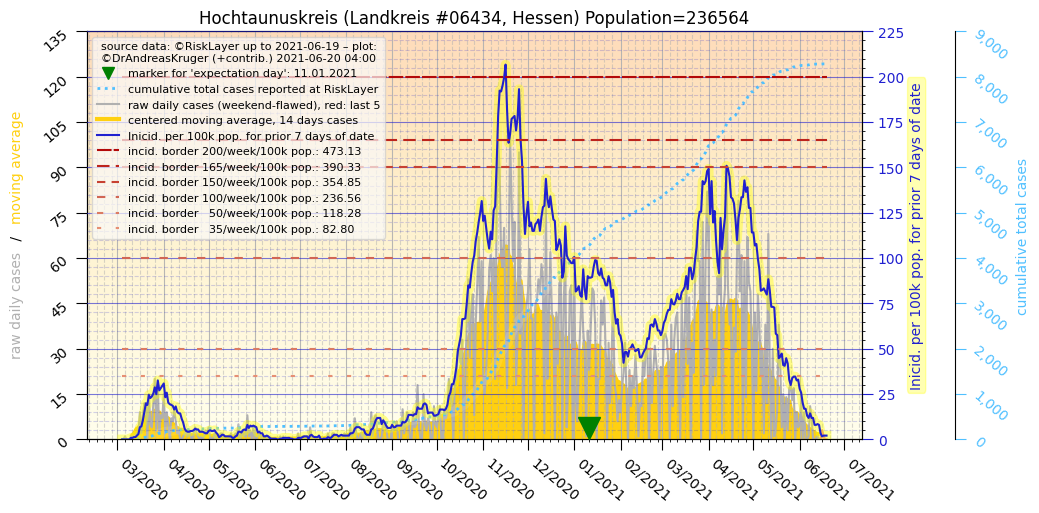 Hochtaunuskreis (Landkreis #06434, Hessen) Population=236564
source data: ©RiskLayer up to 2021-06-19 – plot:
©DrAndreasKruger (+contrib.) 2021-06-20 04:00
marker for 'expectation day': 11.01.2021
cumulative total cases reported at RiskLayer
raw daily cases (weekend-flawed), red: last 5
centered moving average, 14 days cases
Inicid. per 100k pop. for prior 7 days of date
incid. border 200/week/100k pop.: 473.13
incid. border 165/week/100k pop.: 390.33
incid. border 150/week/100k pop.: 354.85
incid. border 100/week/100k pop.: 236.56
incid. border   50/week/100k pop.: 118.28
incid. border   35/week/100k pop.: 82.80
raw daily cases / moving average
135
120
105
90
75
60
45
30
15
0
03/2020
04/2020
05/2020
06/2020
07/2020
08/2020
09/2020
10/2020
11/2020
12/2020
01/2021
02/2021
03/2021
04/2021
05/2021
06/2021
07/2021
225
200
175
150
125
100
75
50
25
0
Inicid. per 100k pop. for prior 7 days of date
9,000
8,000
7,000
6,000
5,000
4,000
3,000
2,000
1,000
0
cumulative total cases